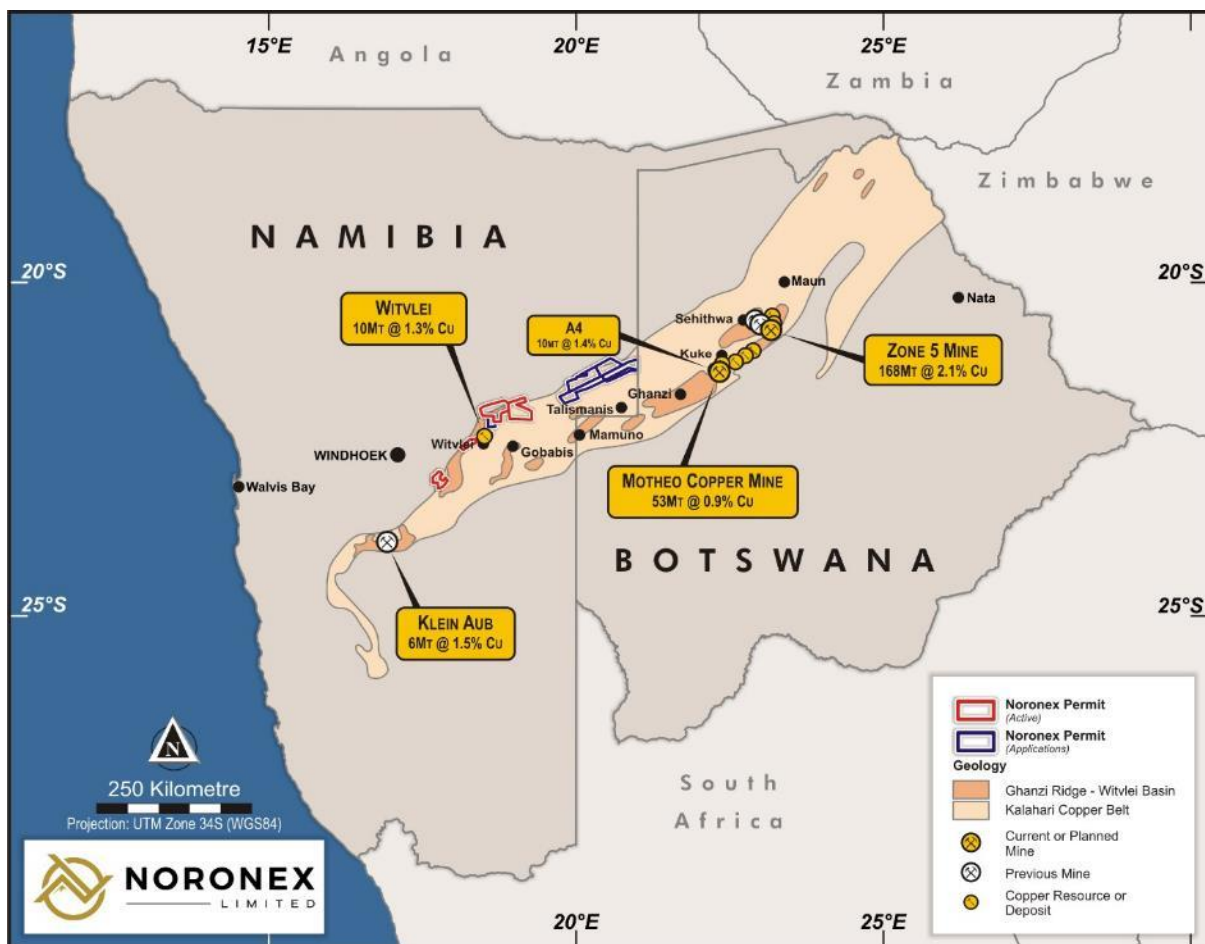 15°E
20°E
25°E
Angola
Zambia
Zimbabwe
NAMIBIA
20°S
20°S
Maun
Nata
WITVLEI
10MT @ 1.3% CU
A4
10MT @ 1.4% CU
Sehithwa
Kuke
ZONE 5 MINE
168MT @ 2.1% CU
Ghanzi
Talismanis
Mamuno
Witvlei
Gobabis
WINDHOEK
Walvis Bay
MOTHEO COPPER MINE
53MT @ 0.9% CU
BOTSWANA
25°S
25°S
KLEIN AUB
6MT @ 1.5% CU
South
Africa
N
250 Kilometre
Projection: UTM Zone 34S (WGS84)
NORONEX
LIMITED
20°E
25°E
Noronex Permit
(Active)
Noronex Permit
(Applications)
Geology
Ghanzi Ridge - Witvlei Basin
Kalahari Copper Belt
Current or Planned
Mine
Previous Mine
Copper Resource or
Deposit